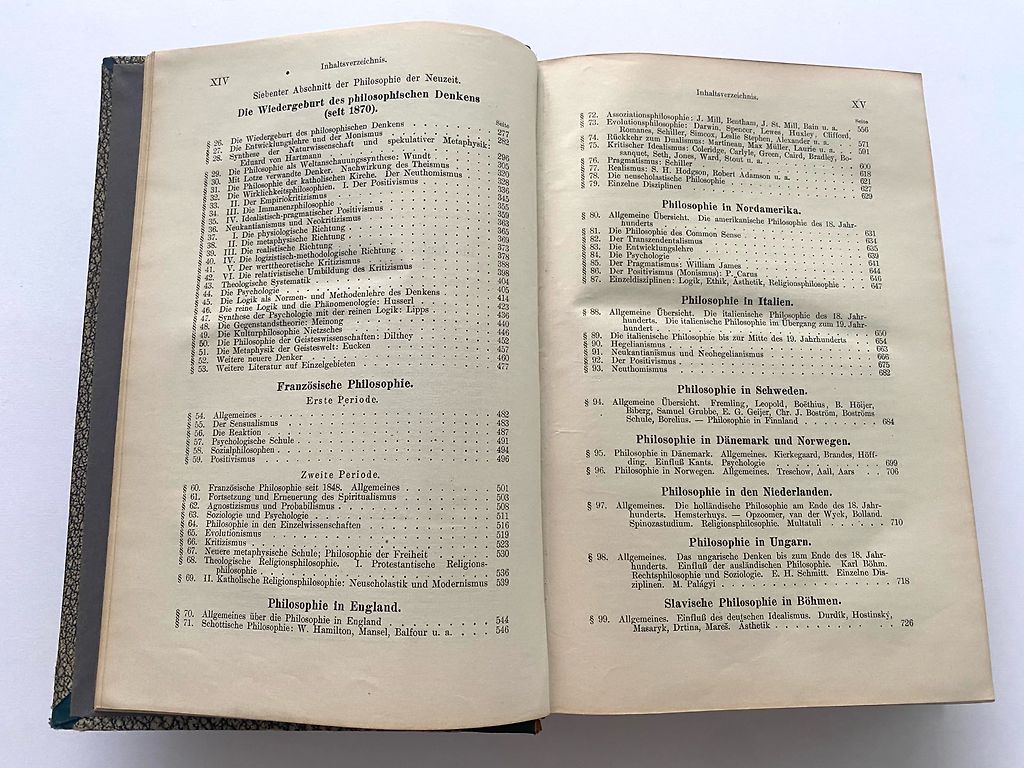 XIV
Inhaltsverzeichnis.
Siebenter Abschnitt der Philosophie der Neuzeit.
Die Wiedergeburt des philosophischen Denkens
(seit 1870).
Seite
§ 26. Die Wiedergeburt des philosophischen Denkens 277
§ 27. Die Entwicklungslehre und der Monismus 282
§ 28. Synthese der Naturwissenschaft und spekulativer Metaphysik:
Eduard von Hartmann 296
§ 29. Die Philosophie als Weltanschauungssynthese: Wundt 305
§ 30. Mit Lotze verwandte Denker. Nachwirkung des Theismus 320
§ 31. Die Philosophie der katholischen Kirche. Der Neuthomismus 328
§ 32. Die Wirklichkeitsphilosophien. I. Der Positivismus 336
§ 33. II. Der Empiriokritizismus 345
§ 34. III. Die Immanenzphilosophie 355
§ 35. IV. Idealistisch-pragmatischer Positivismus 359
§ 36. Neukantianismus und Neokritizismus 363
§ 37. I. Die physiologische Richtung 365
§ 38. II. Die metaphysische Richtung 369
§ 39. III. Die realistische Richtung 373
§ 40. IV. Die logizistisch-methodologische Richtung 378
§ 41. V. Der werttheoretische Kritizismus 388
§ 42. VI. Die relativistische Umbildung des Kritizismus 398
§ 43. Theologische Systematik 404
§ 44. Die Psychologie 405
§ 45. Die Logik als Normen- und Methodenlehre des Denkens 414
§ 46. Die reine Logik und die Phänomenologie: Husserl 423
§ 47. Synthese der Psychologie mit der reinen Logik: Lipps 436
§ 48. Die Gegenstandstheorie: Meinong 440
§ 49. Die Kulturphilosophie Nietzsches 446
§ 50. Die Philosophie der Geisteswissenschaften: Dilthey 452
§ 51. Die Metaphysik der Geisteswelt: Eucken 457
§ 52. Weitere neuere Denker 460
§ 53. Weitere Literatur auf Einzelgebieten 477
Französische Philosophie.
Erste Periode.
§ 54. Allgemeines 482
§ 55. Der Sensualismus 483
§ 56. Die Reaktion 487
§ 57. Psychologische Schule 491
§ 58. Sozialphilosophen 494
§ 59. Positivismus 496
Zweite Periode.
§ 60. Französische Philosophie seit 1848. Allgemeines 501
§ 61. Fortsetzung und Erneuerung des Spiritualismus 503
§ 62. Agnostizismus und Probabilismus 508
§ 63. Soziologie und Psychologie 511
§ 64. Philosophie in den Einzelwissenschaften 516
§ 65. Evolutionismus 519
§ 66. Kritizismus 523
§ 67. Neuere metaphysische Schule; Philosophie der Freiheit 530
§ 68. Theologische Religionsphilosophie. I. Protestantische Religions-
philosophie 536
§ 69. II. Katholische Religionsphilosophie: Neuscholastik und Modernismus 539
Philosophie in England.
§ 70. Allgemeines über die Philosophie in England 544
§ 71. Schottische Philosophie: W. Hamilton, Mansel, Balfour u. a. 546
Inhaltsverzeichnis.
XV
Seite
§ 72. Assoziationsphilosophie: J. Mill, Bentham, J. St. Mill, Bain u. a. 556
§ 73. Evolutionsphilosophie: Darwin, Spencer, Lewes, Huxley, Clifford,
Romanes, Schiller, Simcox, Leslie Stephen, Alexander u. a. 571
§ 74. Rückkehr zum Dualismus: Martineau, Max Müller, Laurie u. a. 591
§ 75. Kritischer Idealismus: Coleridge, Carlyle, Green, Caird, Bradley, Bo-
sanquet, Seth, Jones, Ward, Stout u. a. 600
§ 76. Pragmatismus: Schiller 618
§ 77. Realismus: S. H. Hodgson, Robert Adamson u. a. 621
§ 78. Die neuscholastische Philosophie 627
§ 79. Einzelne Disziplinen 629
Philosophie in Nordamerika.
§ 80. Allgemeine Übersicht. Die amerikanische Philosophie des 18. Jahr-
hunderts 631
§ 81. Die Philosophie des Common Sense 634
§ 82. Der Transzendentalismus 635
§ 83. Die Entwicklungslehre 639
§ 84. Die Psychologie 641
§ 85. Der Pragmatismus: William James 644
§ 86. Der Positivismus (Monismus): P. Carus 646
§ 87. Einzeldisziplinen: Logik, Ethik, Ästhetik, Religionsphilosophie 647
Philosophie in Italien.
§ 88. Allgemeine Übersicht. Die italienische Philosophie des 18. Jahr-
hunderts. Die italienische Philosophie im Übergang zum 19. Jahr-
hundert 650
§ 89. Die italienische Philosophie bis zur Mitte des 19. Jahrhunderts 654
§ 90. Hegelianismus 663
§ 91. Neukantianismus und Neohegelianismus 666
§ 92. Der Positivismus 675
§ 93. Neuthomismus 682
Philosophie in Schweden.
§ 94. Allgemeine Übersicht. Fremling, Leopold, Boëthius, B. Höijer,
Biberg, Samuel Grubbe, E. G. Geijer, Chr. J. Boström, Boströms
Schule, Borelius. — Philosophie in Finnland 684
Philosophie in Dänemark und Norwegen.
§ 95. Philosophie in Dänemark. Allgemeines. Kierkegaard, Brandes, Höff-
ding. Einfluß Kants. Psychologie 699
§ 96. Philosophie in Norwegen. Allgemeines. Treschow, Aall, Aars 706
Philosophie in den Niederlanden.
§ 97. Allgemeines. Die holländische Philosophie am Ende des 18. Jahr-
hunderts. Hemsterhuys. — Opzoomer, van der Wyck, Bolland.
Spinozastudium. Religionsphilosophie. Multatuli 710
Philosophie in Ungarn.
§ 98. Allgemeines. Das ungarische Denken bis zum Ende des 18. Jahr-
hunderts. Einfluß der ausländischen Philosophie. Karl Böhm.
Rechtsphilosophie und Soziologie. E. H. Schmitt. Einzelne Dis-
ziplinen. M. Palágyi 718
Slavische Philosophie in Böhmen.
§ 99. Allgemeines. Einfluß des deutschen Idealismus. Durdík, Hostinský,
Masaryk, Drtina, Mareš. Ästhetik 726